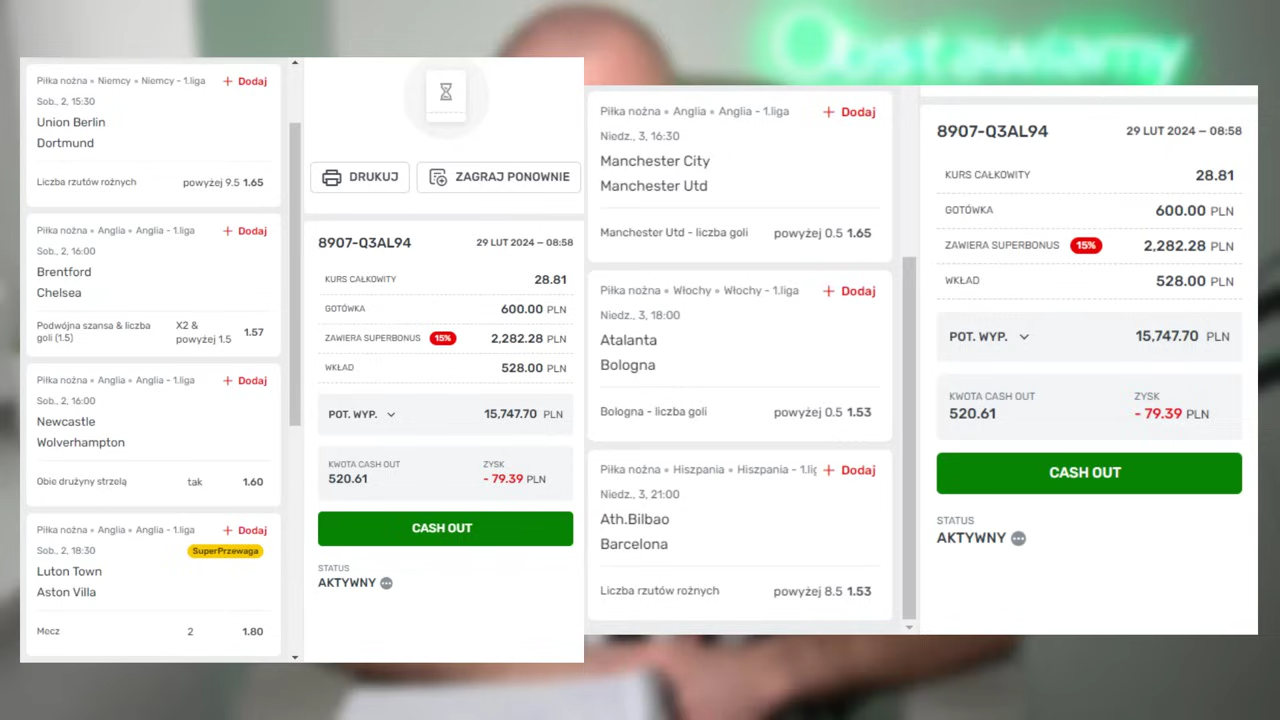 Obstawiamy
Piłka nożna • Niemcy • Niemcy - 1.liga + Dodaj
Sob., 2, 15:30
Union Berlin
Dortmund
Liczba rzutów rożnych powyżej 9.5 1.65
Piłka nożna • Anglia • Anglia - 1.liga + Dodaj
Sob., 2, 16:00
Brentford
Chelsea
Podwójna szansa & liczba goli (1.5) X2 & powyżej 1.5 1.57
Piłka nożna • Anglia • Anglia - 1.liga + Dodaj
Sob., 2, 16:00
Newcastle
Wolverhampton
Obie drużyny strzelą tak 1.60
Piłka nożna • Anglia • Anglia - 1.liga + Dodaj
Sob., 2, 18:30 SuperPrzewaga
Luton Town
Aston Villa
Mecz 2 1.80
DRUKUJ ZAGRAJ PONOWNIE
8907-Q3AL94 29 LUT 2024 – 08:58
KURS CAŁKOWITY 28.81
GOTÓWKA 600.00 PLN
ZAWIERA SUPERBONUS 15% 2,282.28 PLN
WKŁAD 528.00 PLN
POT. WYP. 15,747.70 PLN
KWOTA CASH OUT ZYSK
520.61 - 79.39 PLN
CASH OUT
STATUS
AKTYWNY
Piłka nożna • Anglia • Anglia - 1.liga + Dodaj
Niedz., 3, 16:30
Manchester City
Manchester Utd
Manchester Utd - liczba goli powyżej 0.5 1.65
Piłka nożna • Włochy • Włochy - 1.liga + Dodaj
Niedz., 3, 18:00
Atalanta
Bologna
Bologna - liczba goli powyżej 0.5 1.53
Piłka nożna • Hiszpania • Hiszpania - 1.lig + Dodaj
Niedz., 3, 21:00
Ath.Bilbao
Barcelona
Liczba rzutów rożnych powyżej 8.5 1.53
8907-Q3AL94 29 LUT 2024 – 08:58
KURS CAŁKOWITY 28.81
GOTÓWKA 600.00 PLN
ZAWIERA SUPERBONUS 15% 2,282.28 PLN
WKŁAD 528.00 PLN
POT. WYP. 15,747.70 PLN
KWOTA CASH OUT ZYSK
520.61 - 79.39 PLN
CASH OUT
STATUS
AKTYWNY